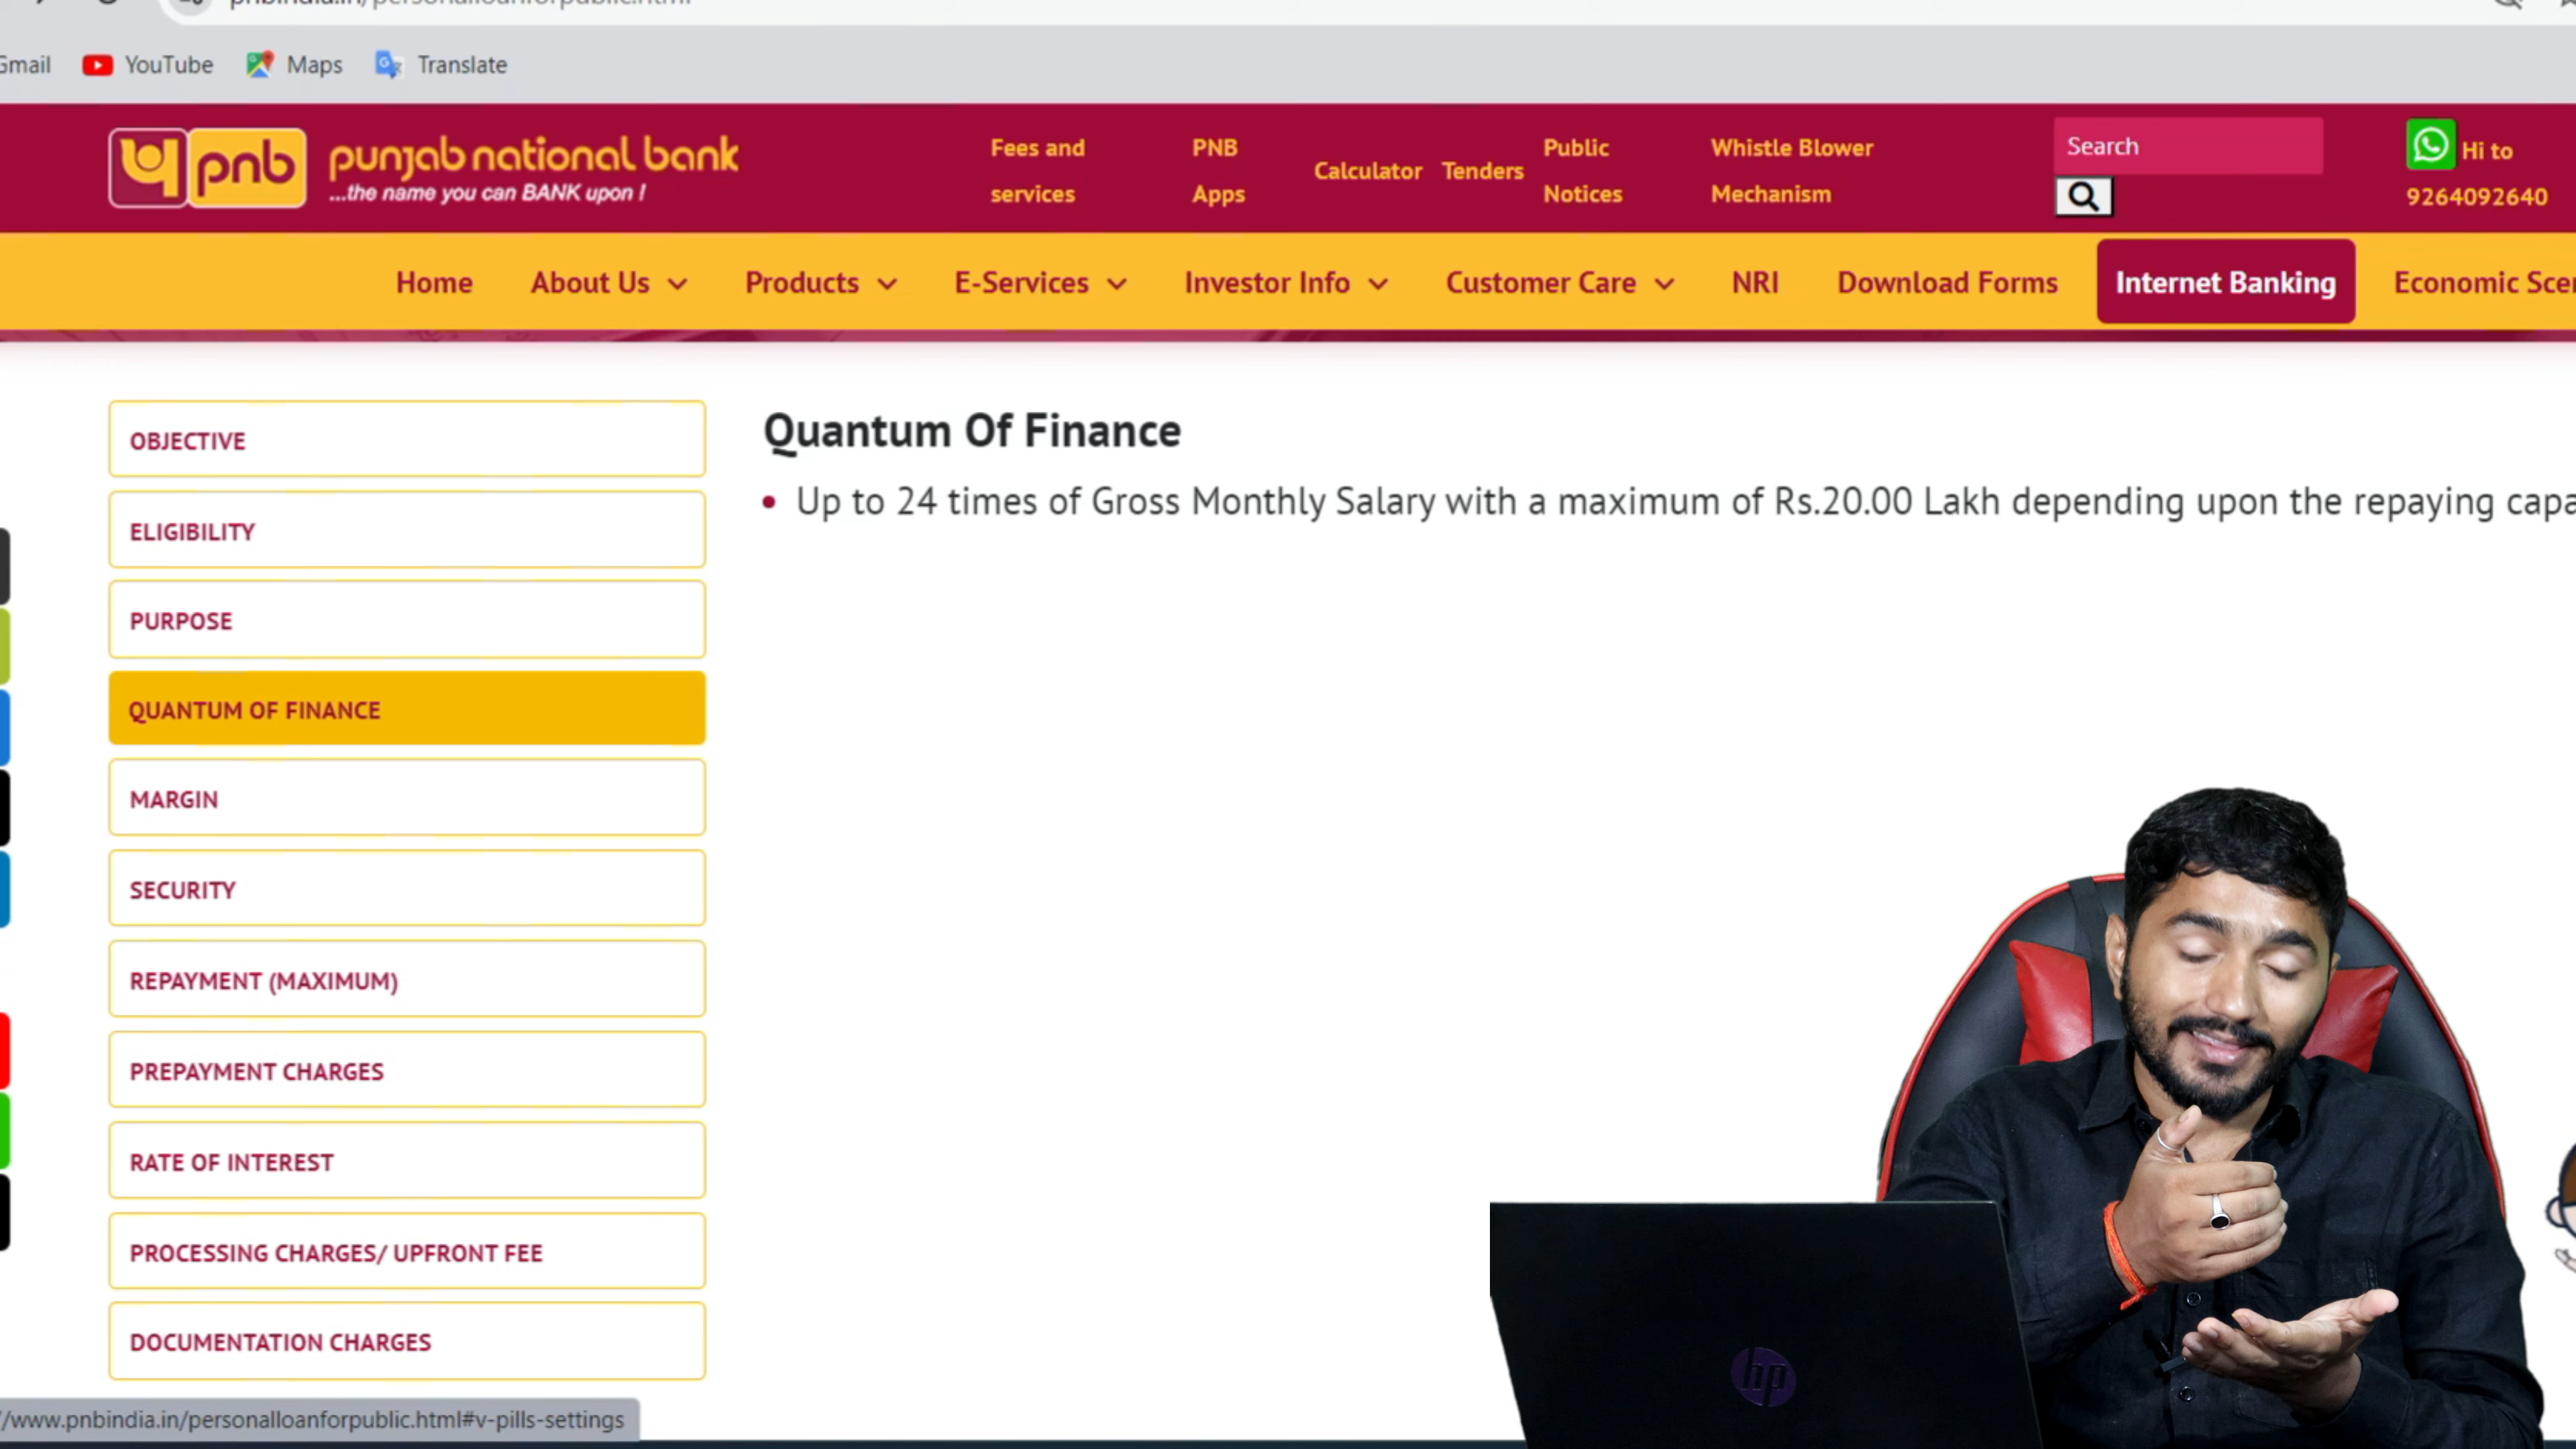 Gmail YouTube Maps Translate
पी pnb punjab national bank
...the name you can BANK upon !
Fees and services
PNB Apps
Calculator
Tenders
Public Notices
Whistle Blower Mechanism
Search
Hi to
9264092640
Home About Us Products E-Services Investor Info Customer Care NRI Download Forms Internet Banking Economic
OBJECTIVE
ELIGIBILITY
PURPOSE
QUANTUM OF FINANCE
MARGIN
SECURITY
REPAYMENT (MAXIMUM)
PREPAYMENT CHARGES
RATE OF INTEREST
PROCESSING CHARGES/ UPFRONT FEE
DOCUMENTATION CHARGES
Quantum Of Finance
Up to 24 times of Gross Monthly Salary with a maximum of Rs.20.00 Lakh depending upon the repaying
hp
//www.pnbindia.in/personalloanforpublic.html#v-pills-settings